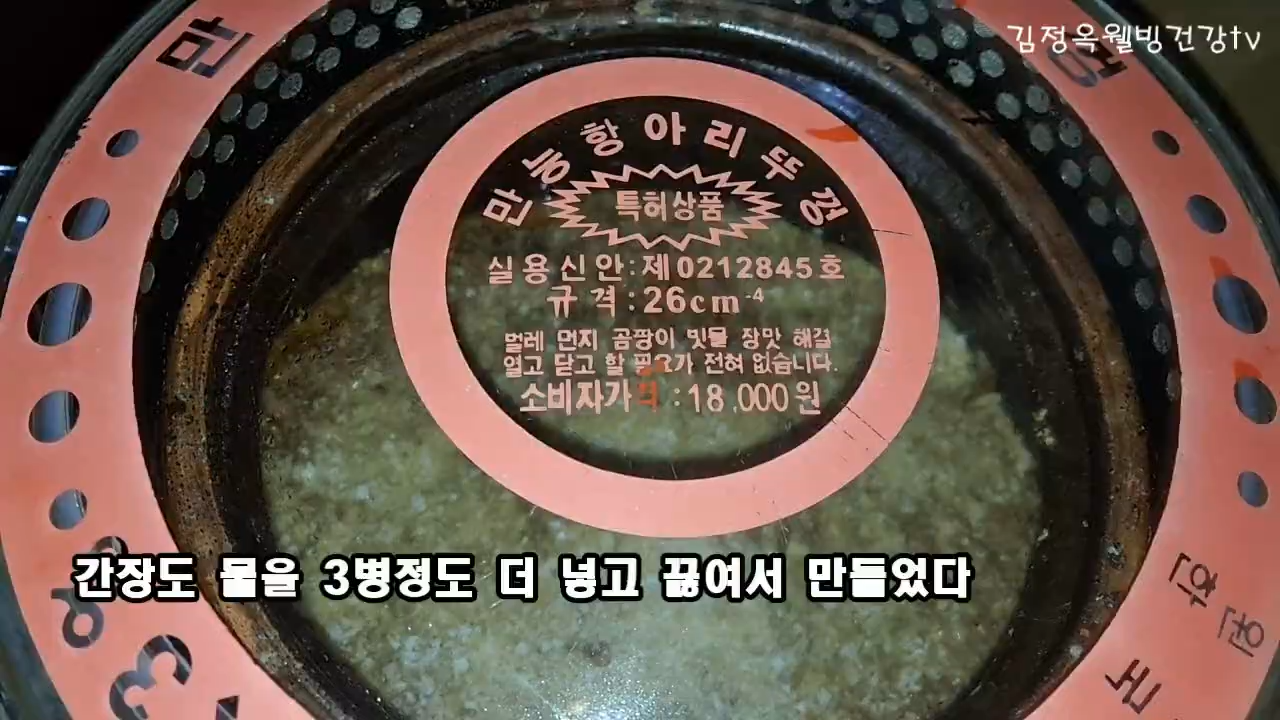 김정옥웰빙건강tv
만능항아리뚜껑
특허상품
실용신안:제0212845호
규격:26cm-4
벌레 먼지 곰팡이 빗물 장맛 해결
열고 닫고 할 필요가 전혀 없습니다.
소비자가격:18,000원
간장도 물을 3병정도 더 넣고 끓여서 만들었다